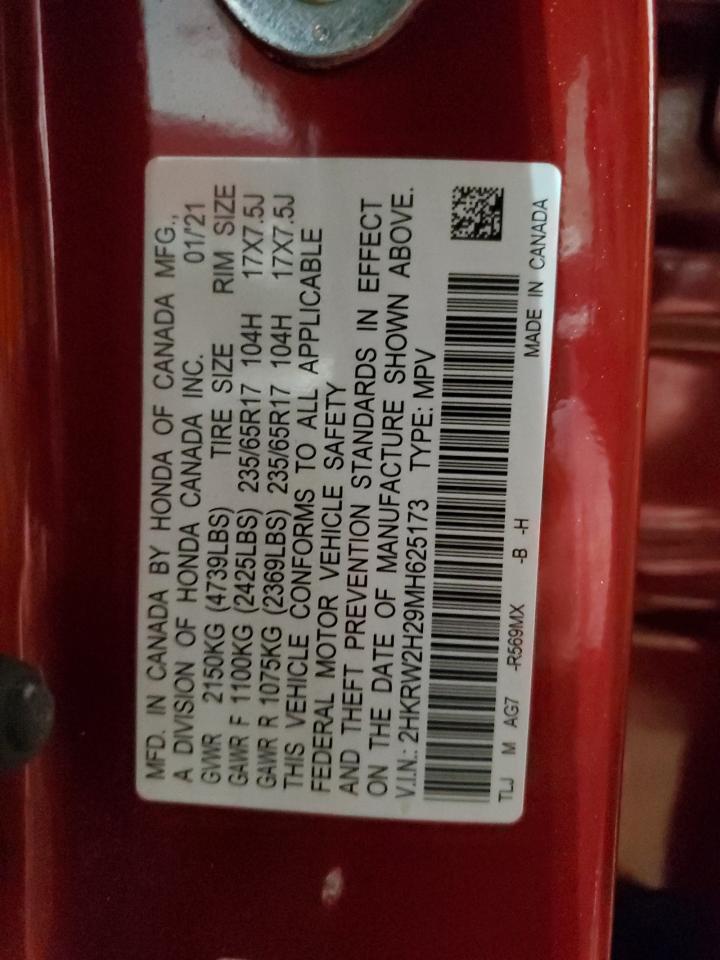 MFD. IN CANADA BY HONDA OF CANADA MFG.,
A DIVISION OF HONDA CANADA INC. 01/'21
GVWR 2150KG (4739LBS) TIRE SIZE RIM SIZE
GAWR F 1100KG (2425LBS) 235/65R17 104H 17X7.5J
GAWR R 1075KG (2369LBS) 235/65R17 104H 17X7.5J
THIS VEHICLE CONFORMS TO ALL APPLICABLE
FEDERAL MOTOR VEHICLE SAFETY
AND THEFT PREVENTION STANDARDS IN EFFECT
ON THE DATE OF MANUFACTURE SHOWN ABOVE.
V.I.N.: 2HKRW2H29MH625173 TYPE: MPV
TLJ M AG7 -R569MX -B -H MADE IN CANADA